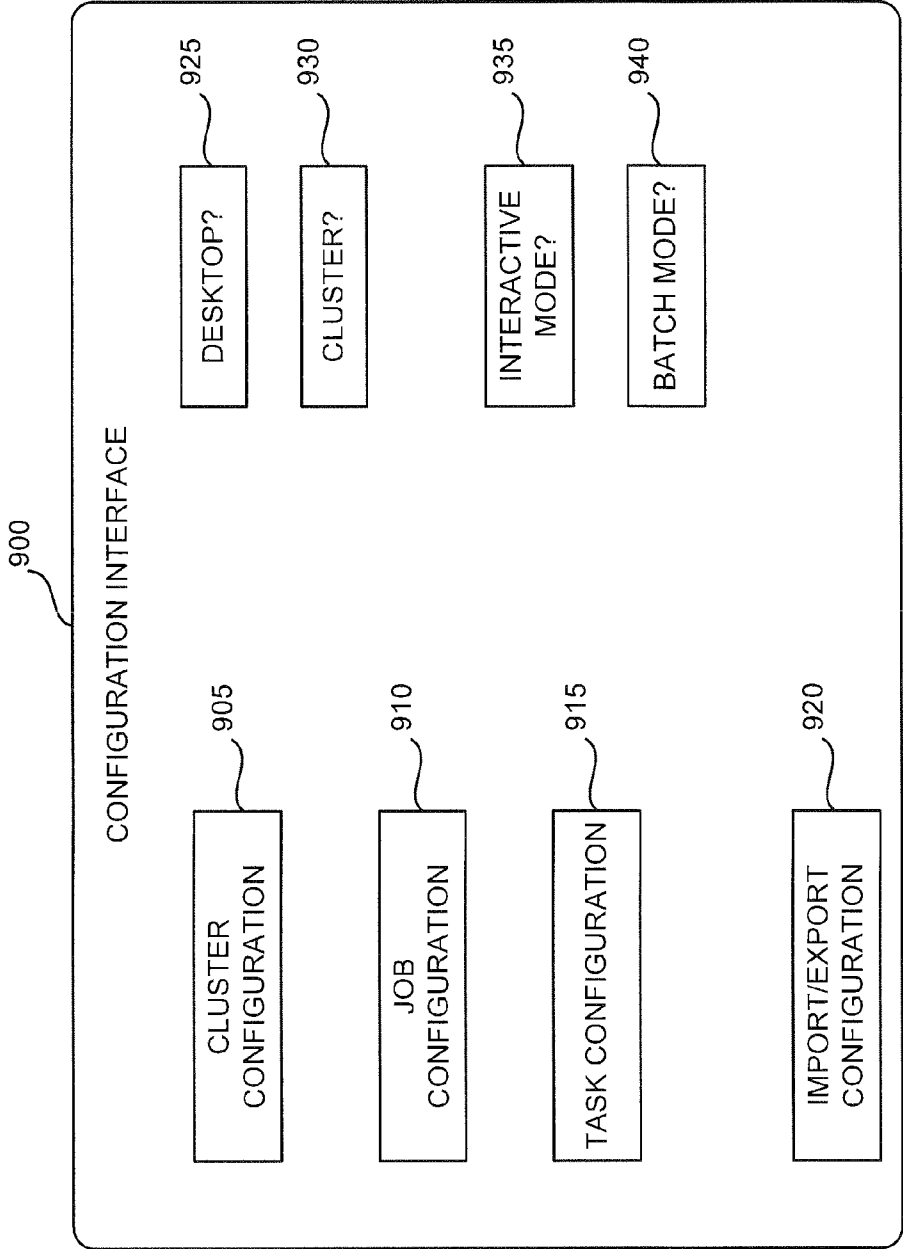 900
CONFIGURATION INTERFACE
905
CLUSTER
CONFIGURATION
910
JOB
CONFIGURATION
915
TASK CONFIGURATION
920
IMPORT/EXPORT
CONFIGURATION
925
DESKTOP?
930
CLUSTER?
935
INTERACTIVE
MODE?
940
BATCH MODE?